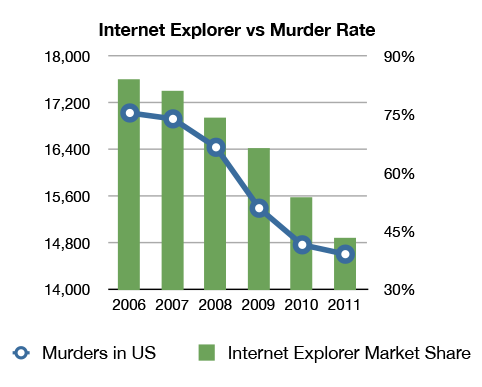 Internet Explorer vs Murder Rate
18,000
90%
17,200
75%
16,400
60%
15,600
45%
14,800
14,000
30%
2006 2007 2008 2009 2010 2011
Murders in US
Internet Explorer Market Share